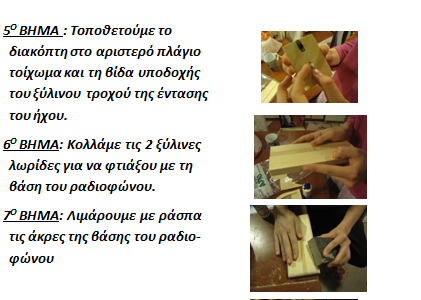 5Ο ΒΗΜΑ : Τοποθετούμε το
διακόπτη στο αριστερό πλάγιο
τοίχωμα και τη βίδα υποδοχής
του ξύλινου τροχού της έντασης
του ήχου.
6Ο ΒΗΜΑ: Κολλάμε τις 2 ξύλινες
λωρίδες για να φτιάξου με τη
βάση του ραδιοφώνου.
7Ο ΒΗΜΑ: Λιμάρουμε με ράσπα
τις άκρες της βάσης του ραδιο-
φώνου